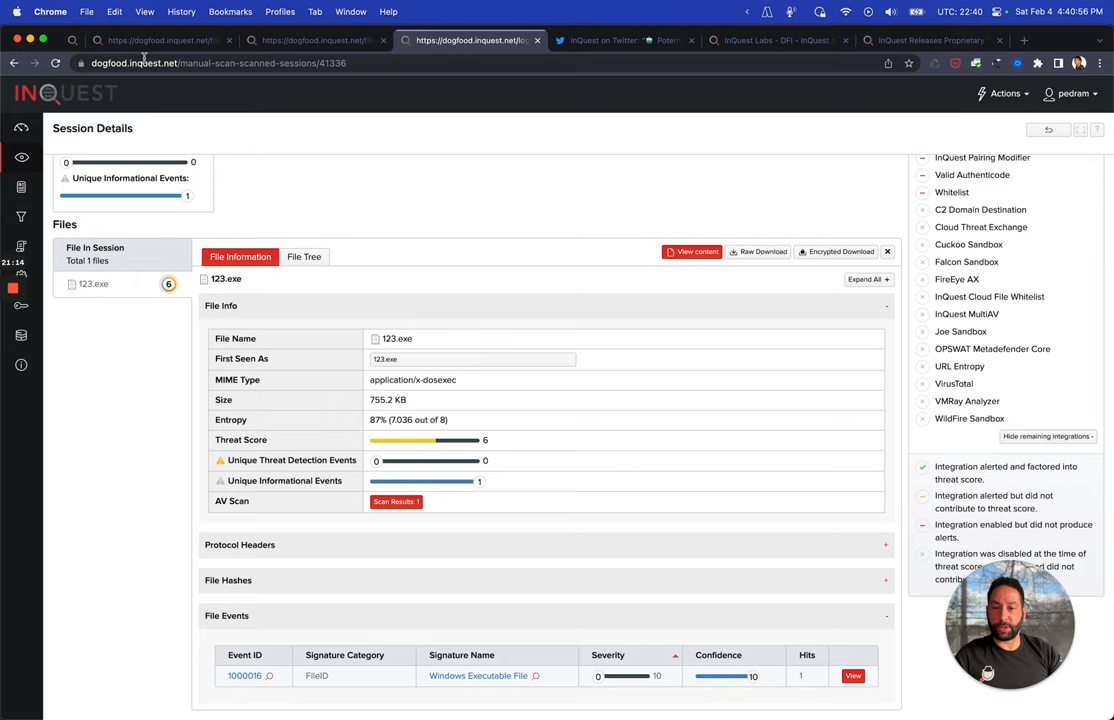 Chrome File Edit View History Bookmarks Profiles Tab Window Help UTC: 22:40 Sat Feb 4 4:40:56 PM
https://dogfood.inquest.net/fil https://dogfood.inquest.net/file https://dogfood.inquest.net/log InQuest on Twitter: " Potent InQuest Labs - DFI - InQuest.n InQuest Releases Proprietary T
dogfood.inquest.net/manual-scan-scanned-sessions/41336
INQUEST Actions pedram
Session Details
0 0
Unique Informational Events:
1
Files
File In Session
Total 1 files
123.exe 6
21:14
File Information File Tree View content Raw Download Encrypted Download
123.exe Expand All +
File Info -
File Name 123.exe
First Seen As 123.exe
MIME Type application/x-dosexec
Size 755.2 KB
Entropy 87% (7.036 out of 8)
Threat Score 6
Unique Threat Detection Events 0 0
Unique Informational Events 1
AV Scan Scan Results: 1
Protocol Headers +
File Hashes +
File Events -
Event ID Signature Category Signature Name Severity Confidence Hits
1000016 FileID Windows Executable File 0 10 10 1 View
InQuest Pairing Modifier
Valid Authenticode
Whitelist
C2 Domain Destination
Cloud Threat Exchange
Cuckoo Sandbox
Falcon Sandbox
FireEye AX
InQuest Cloud File Whitelist
InQuest MultiAV
Joe Sandbox
OPSWAT Metadefender Core
URL Entropy
VirusTotal
VMRay Analyzer
WildFire Sandbox
Hide remaining integrations -
Integration alerted and factored into
threat score.
Integration alerted but did not
contribute to threat score.
Integration enabled but did not produce
alerts.
Integration was disabled at the time of
threat score did not